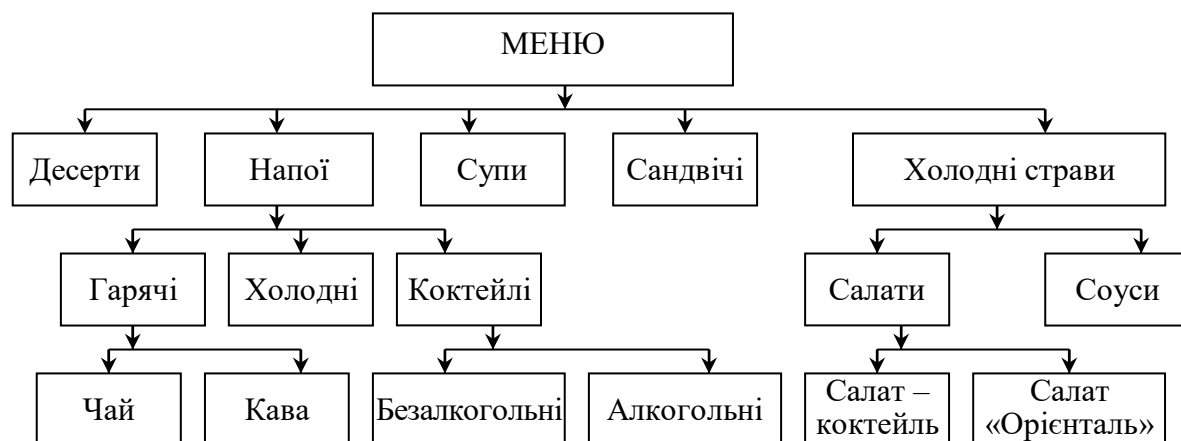 МЕНЮ
Десерти
Напої
Супи
Сандвічі
Холодні страви
Гарячі
Холодні
Коктейлі
Салати
Соуси
Чай
Кава
Безалкогольні
Алкогольні
Салат –
коктейль
Салат
«Орієнталь»